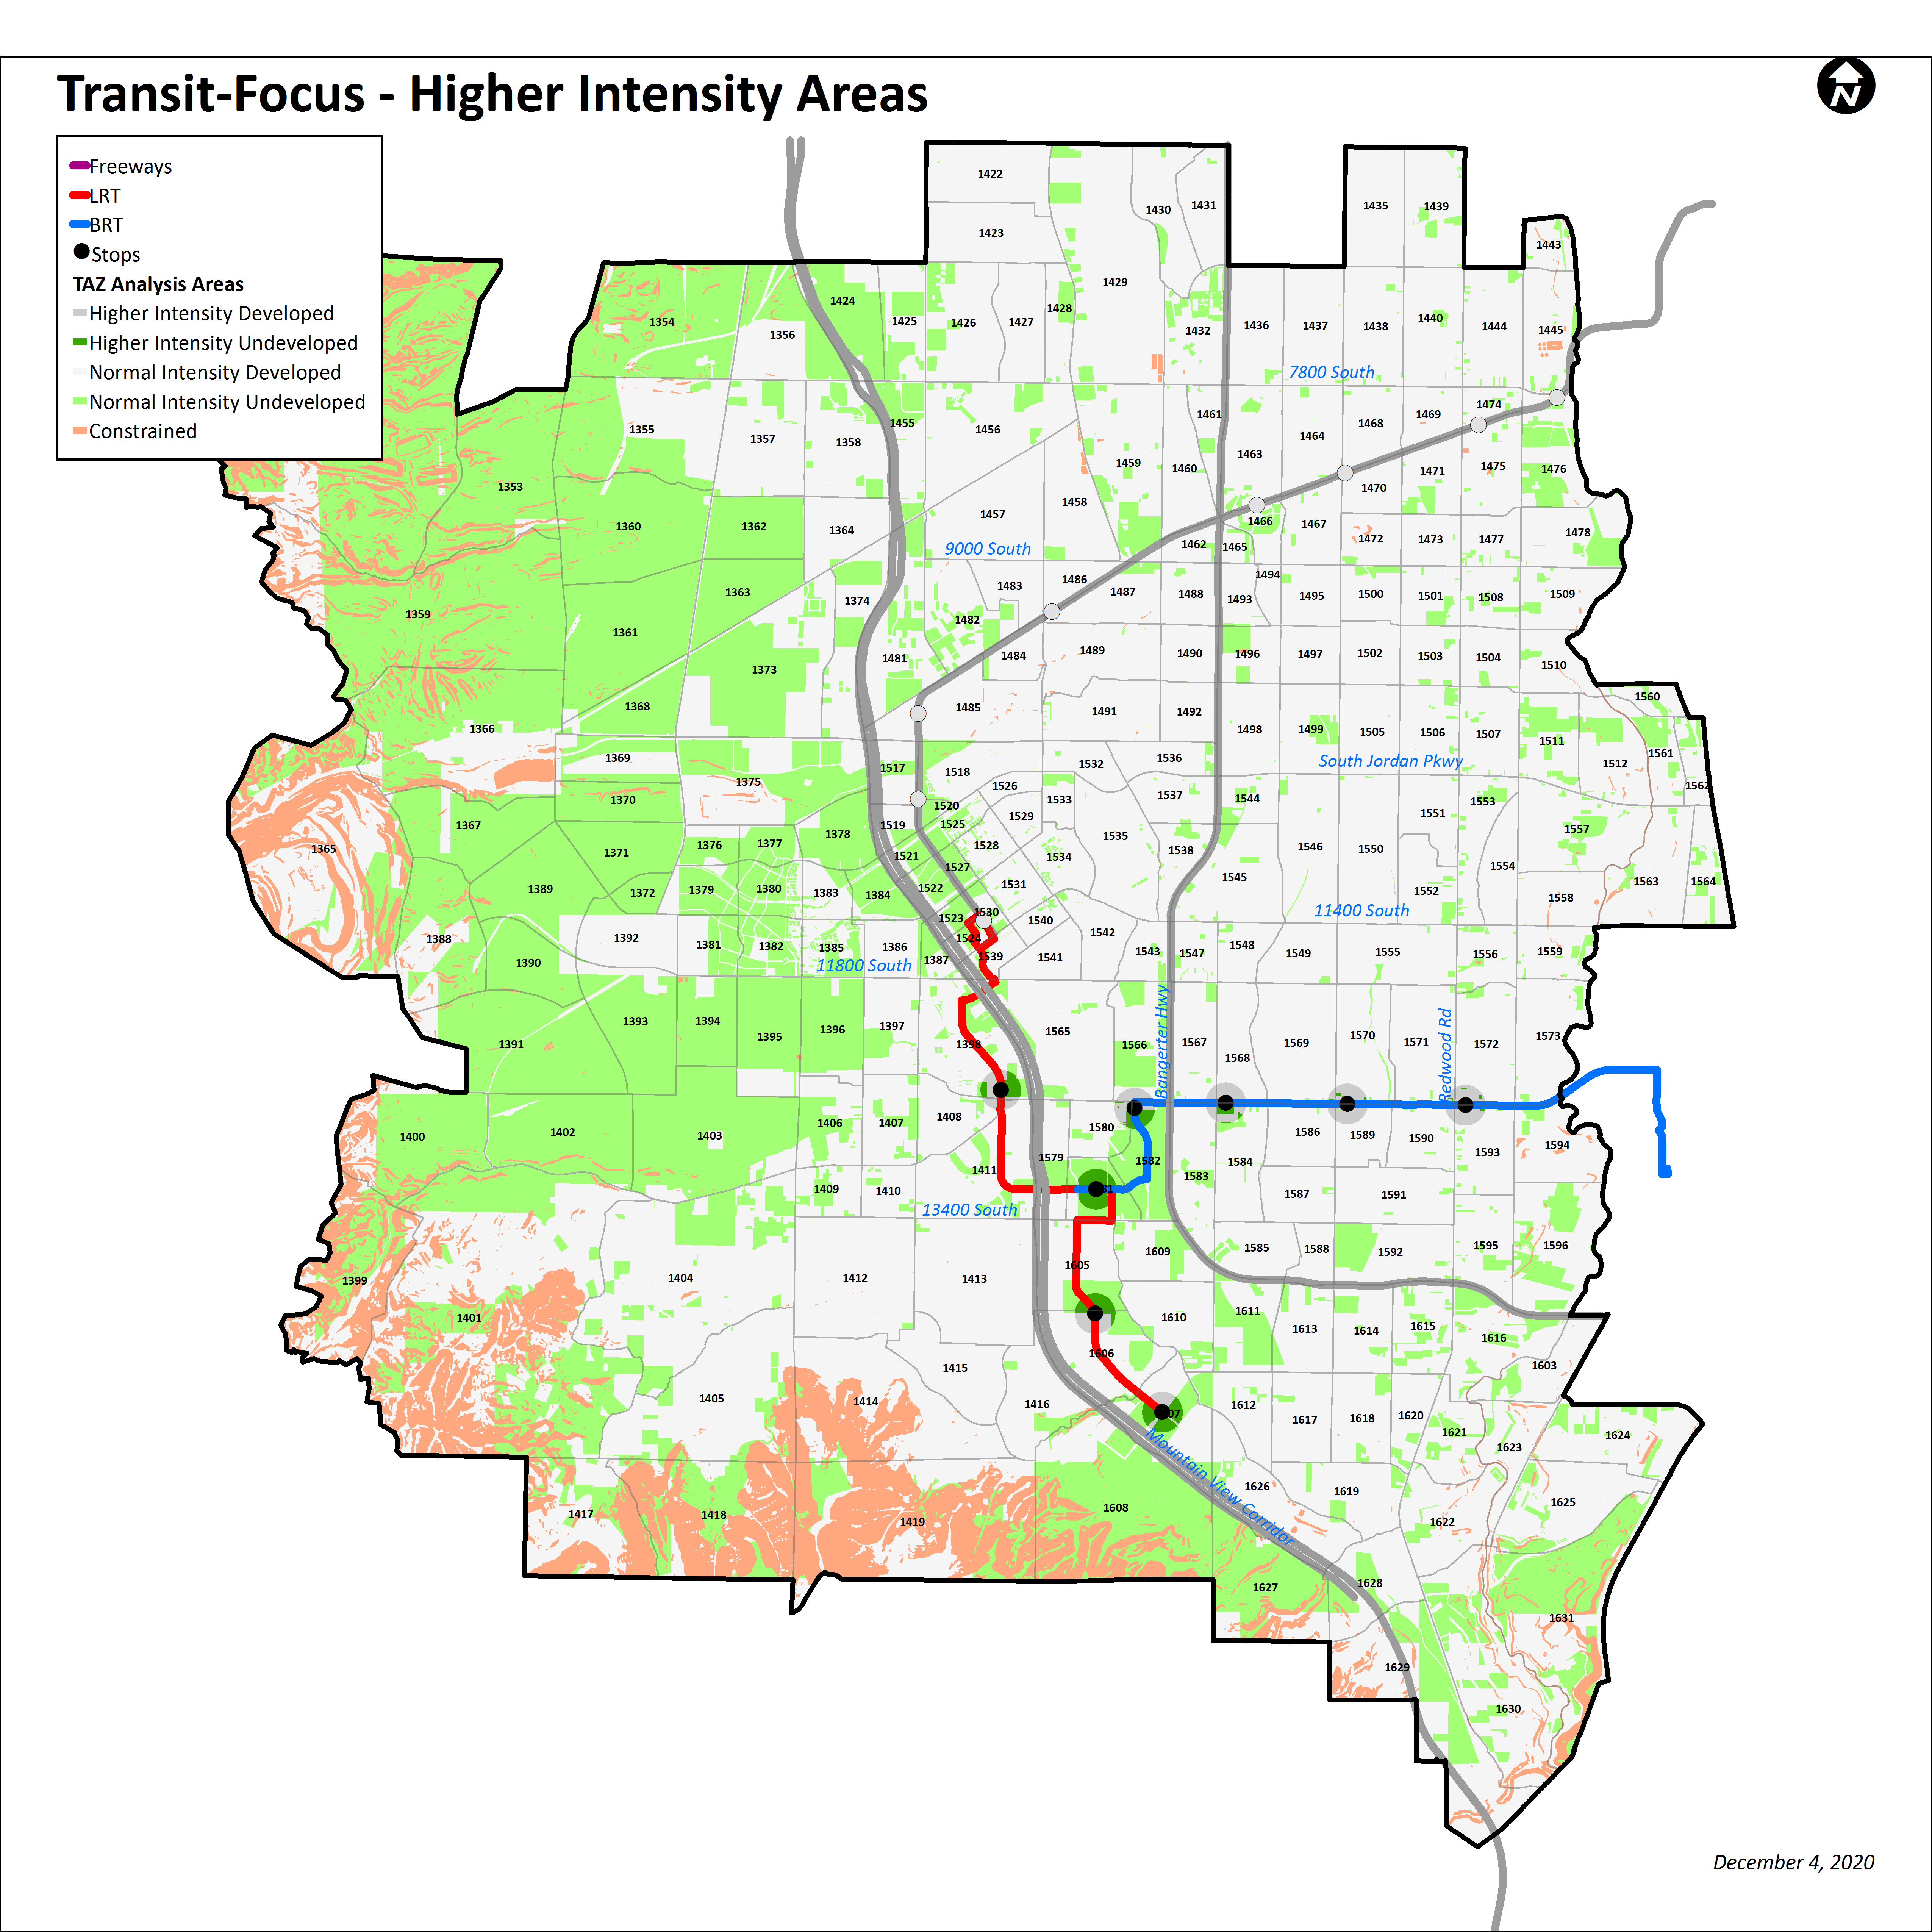 Transit-Focus - Higher Intensity Areas
N
Freeways
LRT
BRT
Stops
TAZ Analysis Areas
Higher Intensity Developed
Higher Intensity Undeveloped
Normal Intensity Developed
Normal Intensity Undeveloped
Constrained
1422
1430 1431 1435 1439
1423
1443
1429
1424
1428
1354 1356 1425 1426 1427 1432 1436 1437 1438 1440 1444 1445
7800 South
1355 1357 1358 1455 1456 1461 1464 1468 1469 1474
1459 1460 1463 1471 1475 1476
1353 1458 1470
1360 1362 1364 1457 1466 1467
9000 South 1462 1465 1472 1473 1477 1478
1363 1374 1483 1486 1487 1488 1493 1494 1495 1500 1501 1508 1509
1359 1361 1482
1373 1481 1484 1489 1490 1496 1497 1502 1503 1504 1510
1368 1485 1491 1492 1560
1366 1498 1499 1505 1506 1507 1511
1369 1517 1518 1532 1536 South Jordan Pkwy 1512 1561
1375 1526 1562
1370 1520 1533 1537 1544 1553
1367 1519 1525 1529 1551 1557
1365 1371 1376 1377 1378 1521 1528 1534 1535 1538 1546 1550
1527 1545 1554
1389 1372 1379 1380 1383 1384 1522 1531 1552 1563 1564
1523 1530 1540 11400 South 1558
1388 1392 1381 1382 1385 1386 1524 1542 1548
1390 11800 South 1387 1539 1541 1543 1547 1549 1555 1556 1559
1391 1393 1394 1395 1396 1397 1398 1565 1566 Bangerter Hwy 1567 1568 1569 1570 1571 Redwood Rd 1572 1573
1400 1402 1403 1406 1407 1408 1580 1586 1589 1590 1593 1594
1411 1579 1582 1583 1584
1409 1410 1587 1591
13400 South
1399 1404 1412 1413 1605 1609 1585 1588 1592 1595 1596
1401 1610 1611 1613 1614 1615 1616
1415 1606 1603
1405 1414 1416 1612 1617 1618 1620 1621 1623 1624
Mountain View Corridor
1417 1418 1419 1608 1626 1619 1622 1625
1627 1628
1631
1629
1630
December 4, 2020